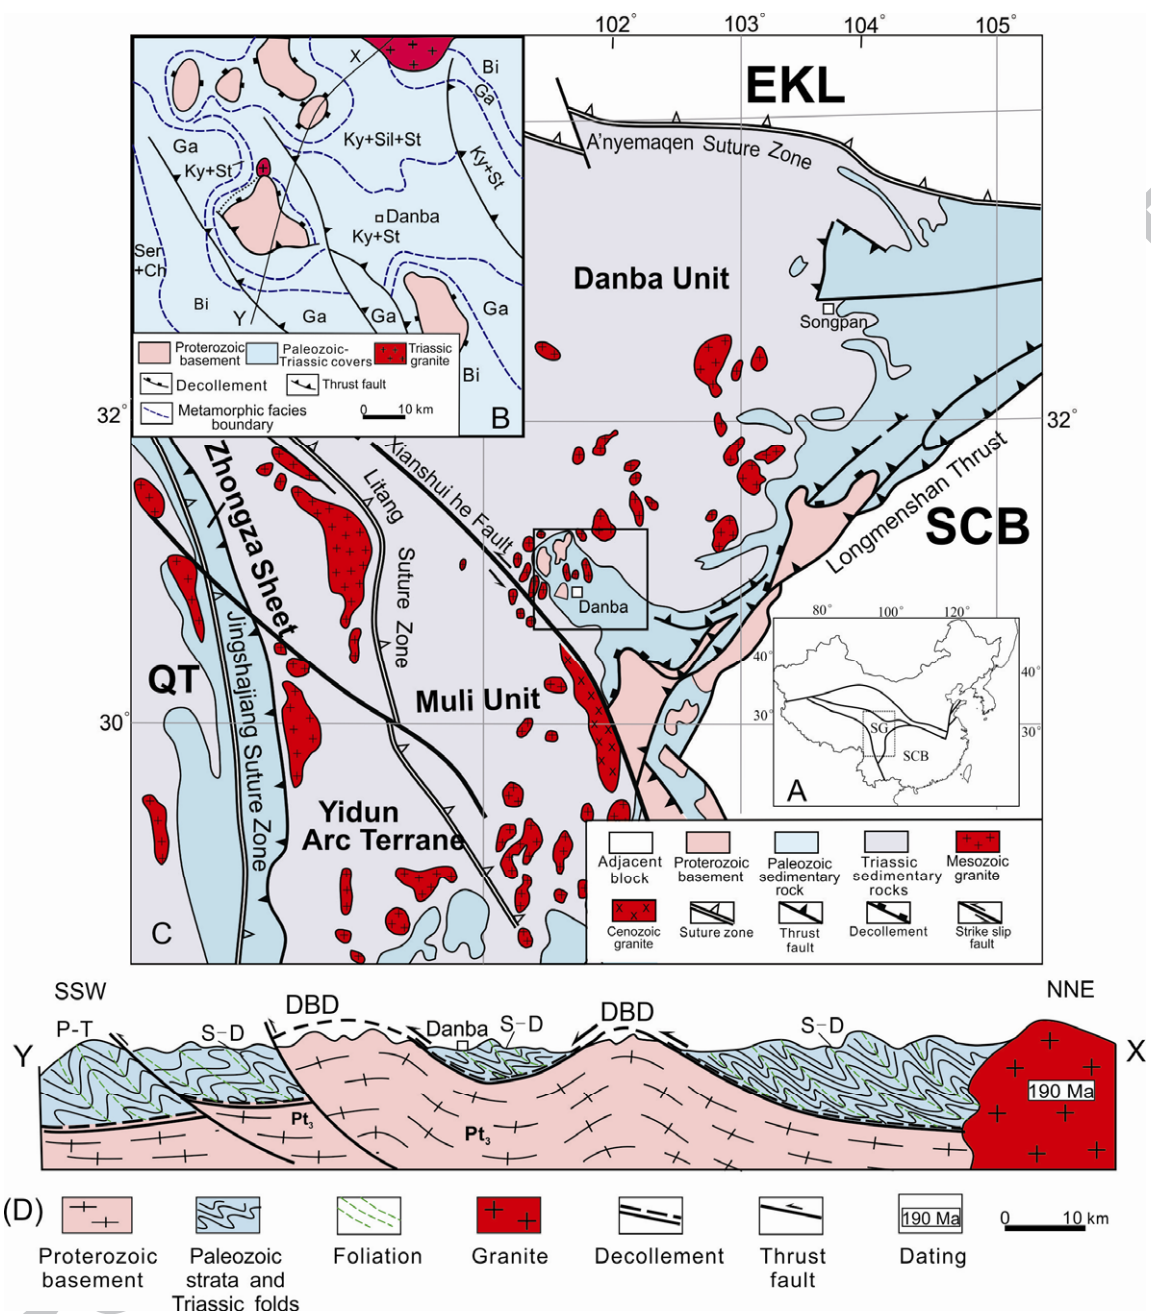 102°
103°
104°
105°
EKL
A'nyemaqen Suture Zone
X
Bi
Ga
Ky+Sil+St
Ga
Ky+St
Ky+St
Danba
Ky+St
Ser
+Ch
Bi
Y
Ga
Ga
Ga
Bi
Proterozoic
basement
Paleozoic-
Triassic covers
Triassic
granite
Decollement
Thrust fault
Metamorphic facies
boundary
0 10 km
B
Danba Unit
Songpan
32°
32°
Zhongza Sheet
Litang
Suture Zone
Xianshui he Fault
Longmenshan Thrust
SCB
Danba
QT
Jingshajiang Suture Zone
Muli Unit
30°
Yidun
Arc Terrane
C
80°
100°
120°
40°
40°
30°
30°
SG
SCB
A
Adjacent
block
Proterozoic
basement
Paleozoic
sedimentary
rock
Triassic
sedimentary
rocks
Mesozoic
granite
Cenozoic
granite
Suture zone
Thrust
fault
Decollement
Strike slip
fault
SSW
NNE
P-T
S-D
DBD
Danba
S-D
DBD
S-D
Y
X
190 Ma
Pt3
Pt3
(D)
190 Ma
0 10 km
Proterozoic
basement
Paleozoic
strata and
Triassic folds
Foliation
Granite
Decollement
Thrust
fault
Dating